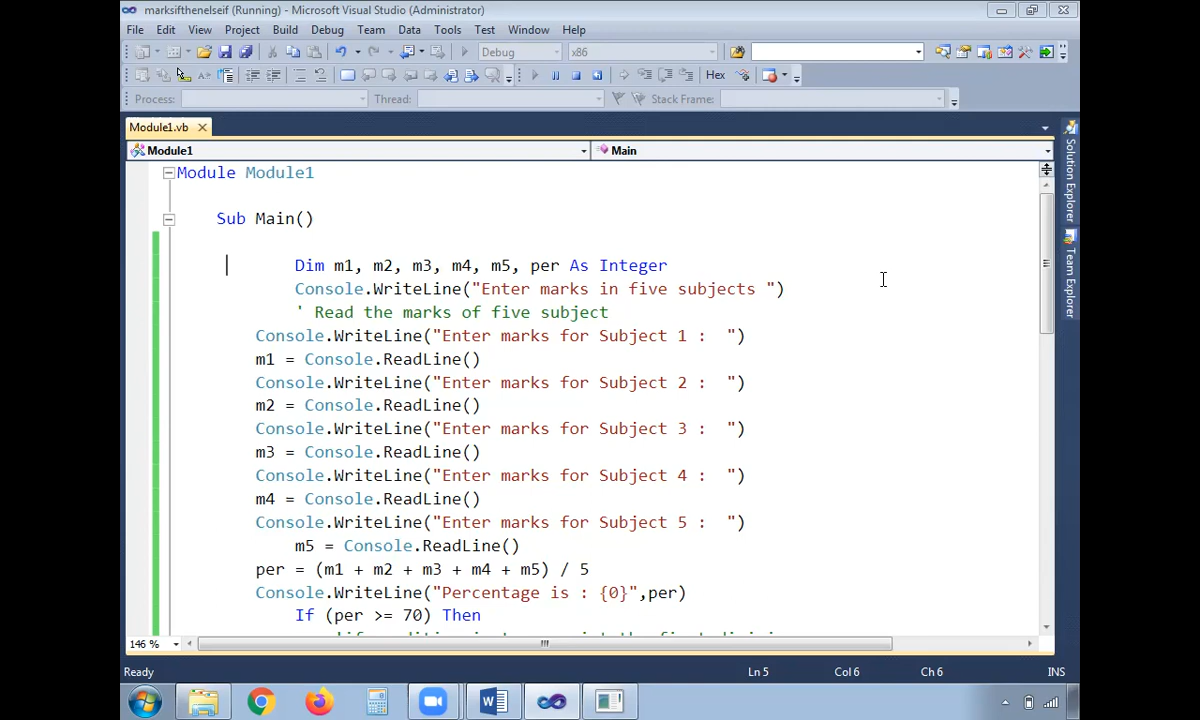 marksifthenelseif (Running) - Microsoft Visual Studio (Administrator)
File Edit View Project Build Debug Team Data Tools Test Window Help
Debug x86
Hex
Process: Thread: Stack Frame:
Module1.vb
Module1 Main
Module Module1
Sub Main()
Dim m1, m2, m3, m4, m5, per As Integer
Console.WriteLine("Enter marks in five subjects ")
' Read the marks of five subject
Console.WriteLine("Enter marks for Subject 1 :  ")
m1 = Console.ReadLine()
Console.WriteLine("Enter marks for Subject 2 :  ")
m2 = Console.ReadLine()
Console.WriteLine("Enter marks for Subject 3 :  ")
m3 = Console.ReadLine()
Console.WriteLine("Enter marks for Subject 4 :  ")
m4 = Console.ReadLine()
Console.WriteLine("Enter marks for Subject 5 :  ")
m5 = Console.ReadLine()
per = (m1 + m2 + m3 + m4 + m5) / 5
Console.WriteLine("Percentage is : {0}",per)
If (per >= 70) Then
146 %
Ready Ln 5 Col 6 Ch 6 INS
Solution Explorer
Team Explorer